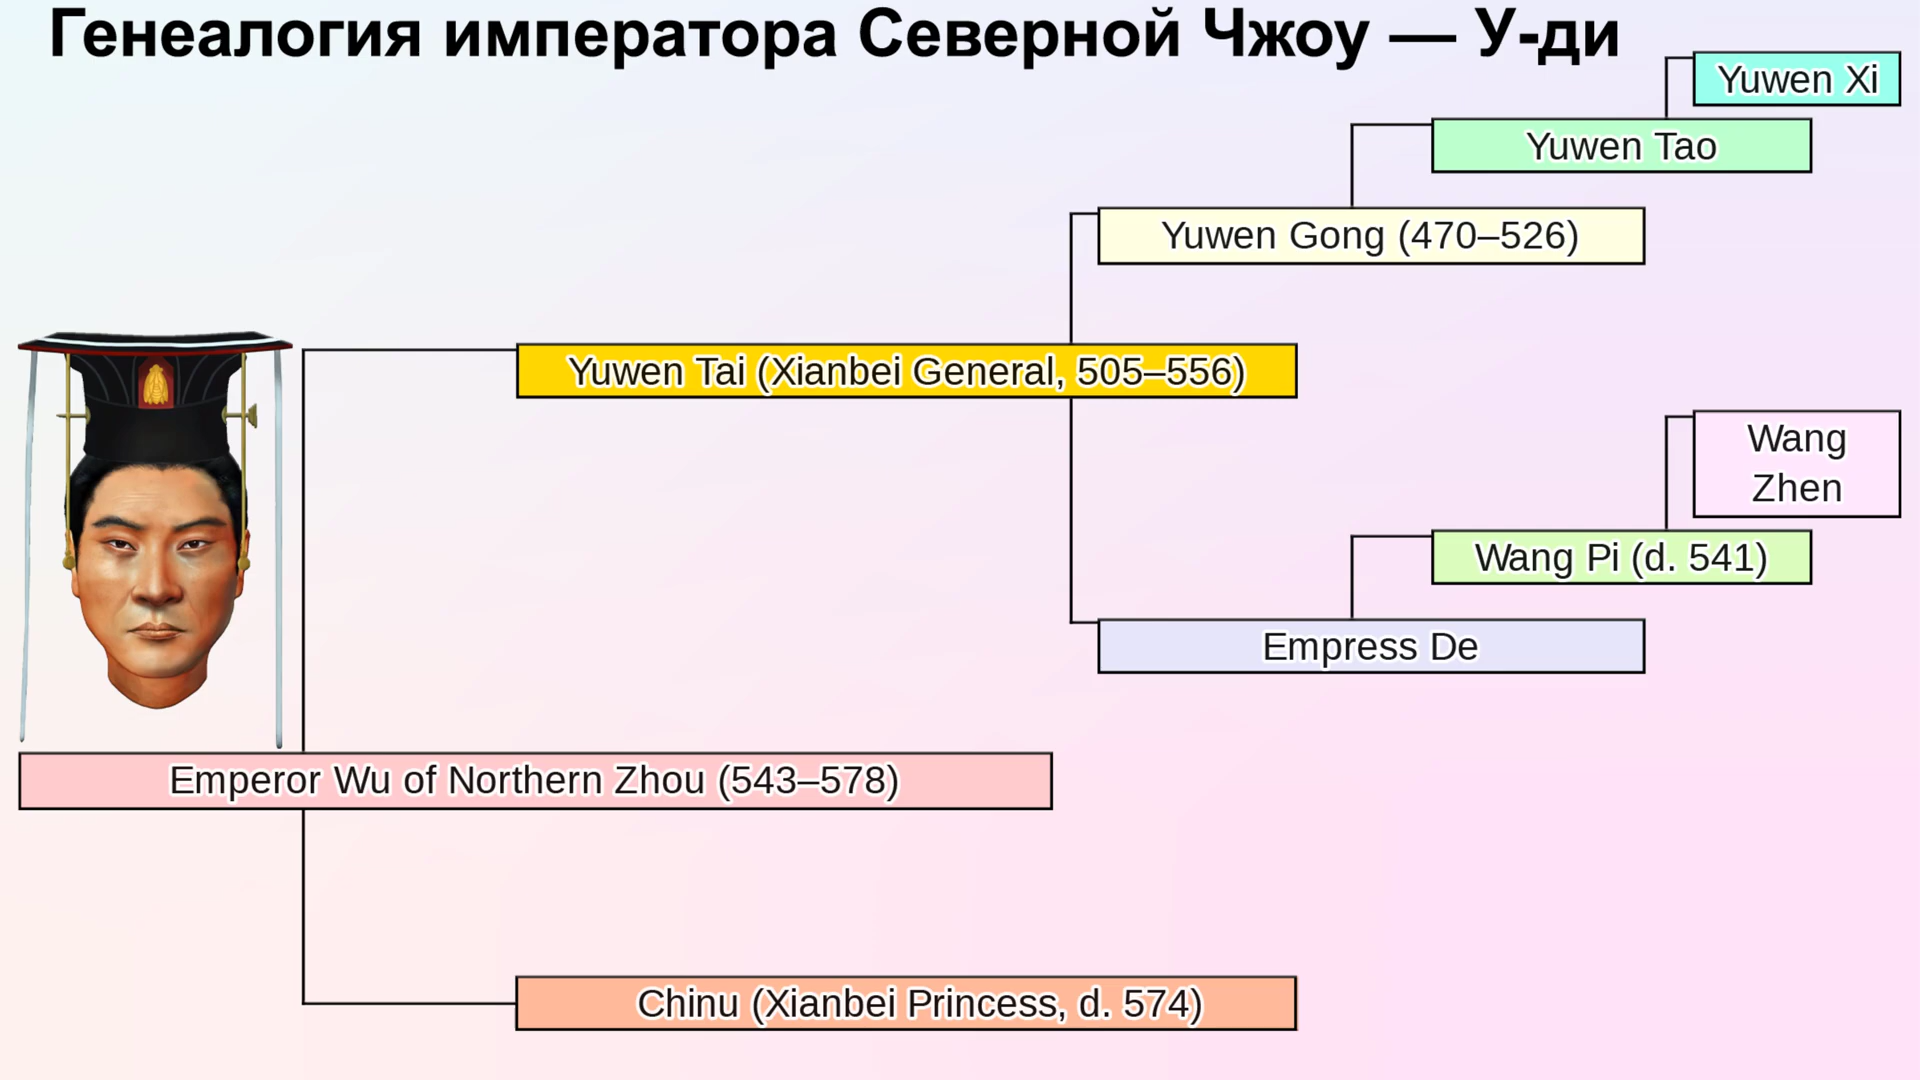 Генеалогия императора Северной Чжоу — У-ди
Yuwen Xi
Yuwen Tao
Yuwen Gong (470–526)
Yuwen Tai (Xianbei General, 505–556)
Wang
Zhen
Wang Pi (d. 541)
Empress De
Emperor Wu of Northern Zhou (543–578)
Chinu (Xianbei Princess, d. 574)